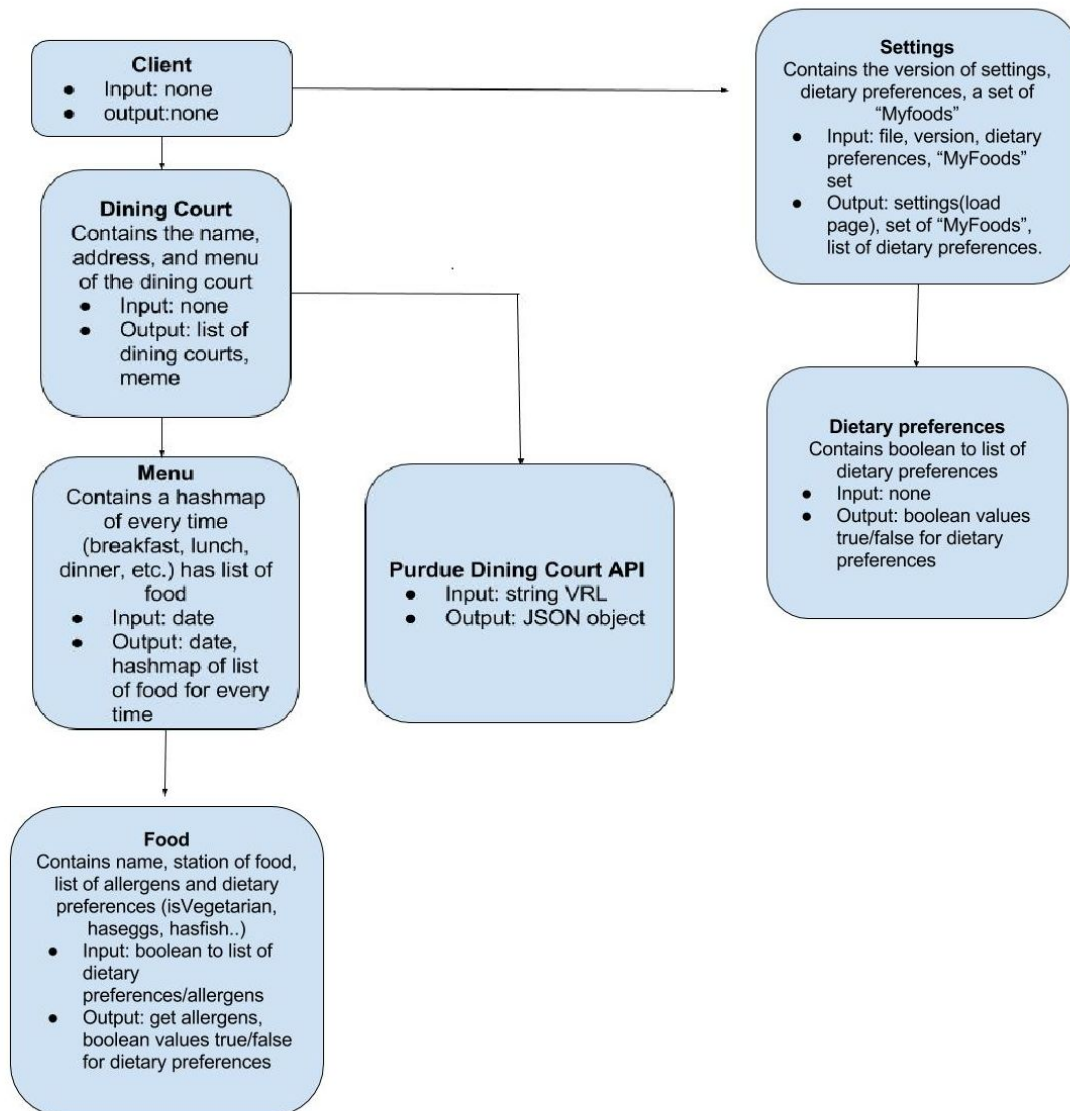 Client
● Input: none
● output:none
Settings
Contains the version of settings,
dietary preferences, a set of
“Myfoods”
● Input: file, version, dietary
preferences, “MyFoods”
set
● Output: settings(load
page), set of “MyFoods”,
list of dietary preferences.
Dining Court
Contains the name,
address, and menu
of the dining court
● Input: none
● Output: list of
dining courts,
meme
Dietary preferences
Contains boolean to list of
dietary preferences
● Input: none
● Output: boolean values
true/false for dietary
preferences
Menu
Contains a hashmap
of every time
(breakfast, lunch,
dinner, etc.) has list of
food
● Input: date
● Output: date,
hashmap of list
of food for every
time
Purdue Dining Court API
● Input: string VRL
● Output: JSON object
Food
Contains name, station of food,
list of allergens and dietary
preferences (isVegetarian,
haseggs, hasfish..)
● Input: boolean to list of
dietary
preferences/allergens
● Output: get allergens,
boolean values true/false
for dietary preferences